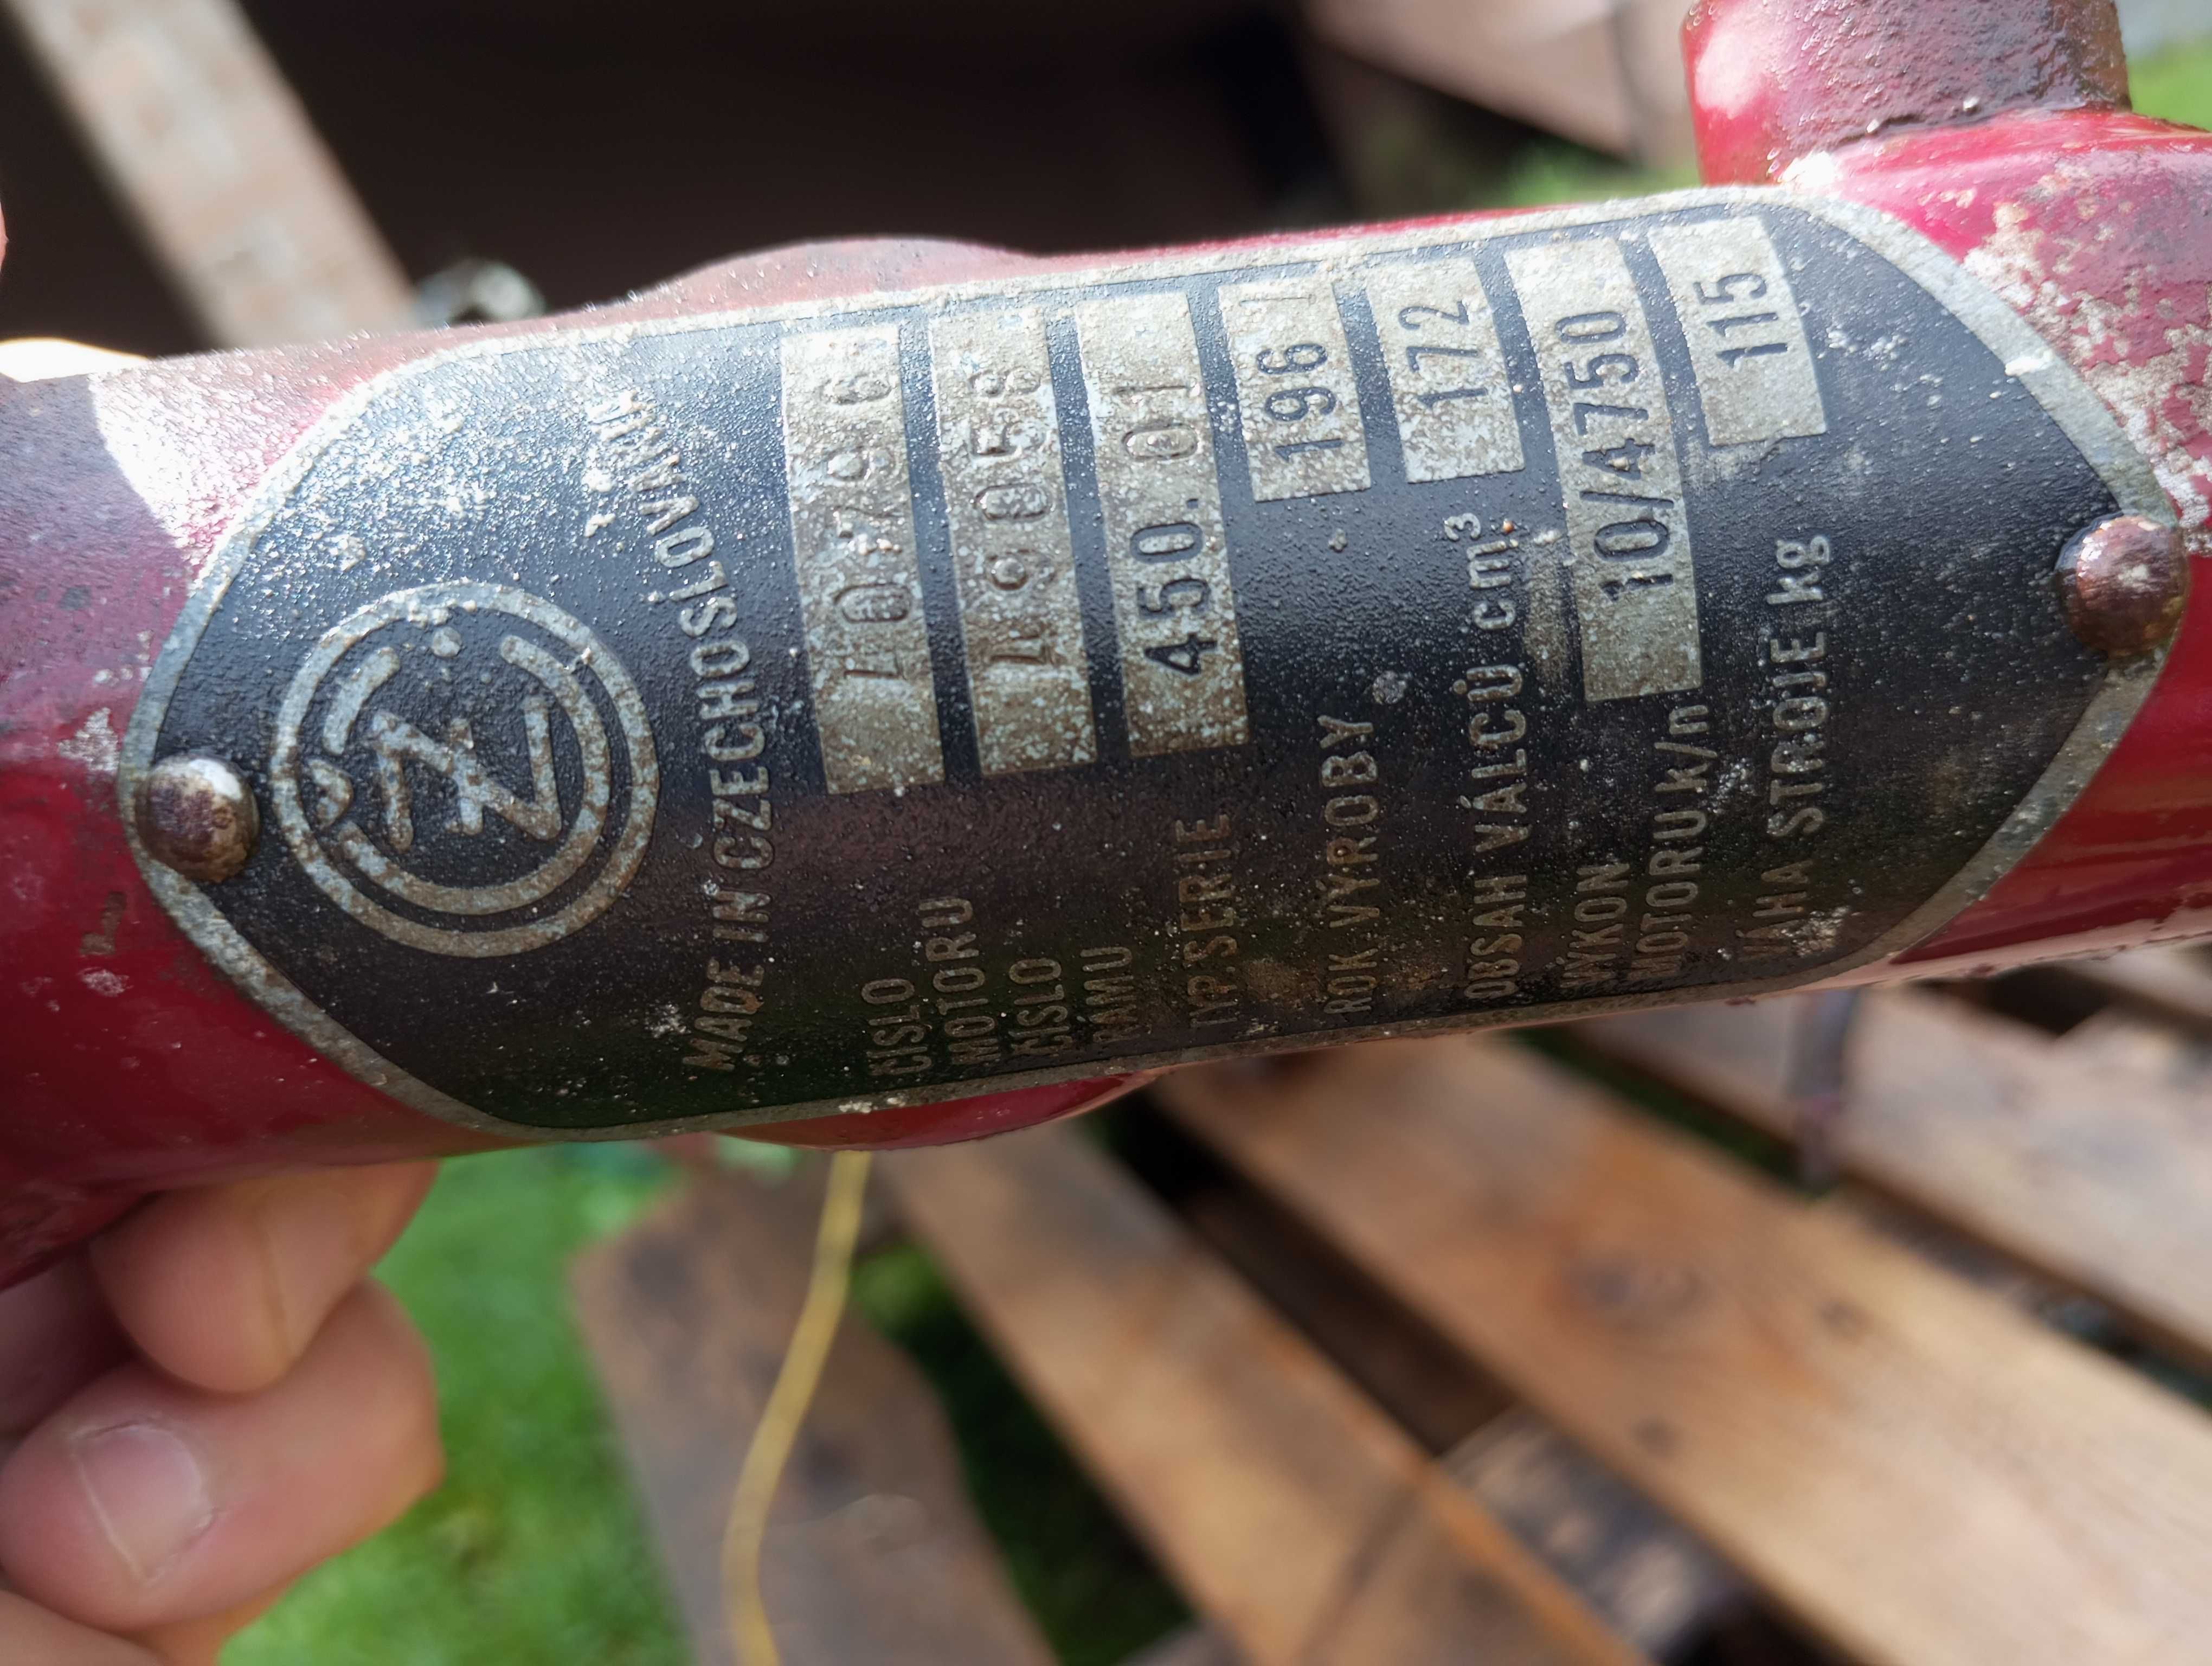 ČZ
MADE IN CZECHOSLOVAKIA
ČÍSLO
MOTORU
ČÍSLO
RÁMU
TYP.SERIE 450.01
ROK VÝROBY 196
OBSAH VÁLCŮ cm³ 172
VÝKON
MOTORU k/n 10/4750
VÁHA STROJE kg 115